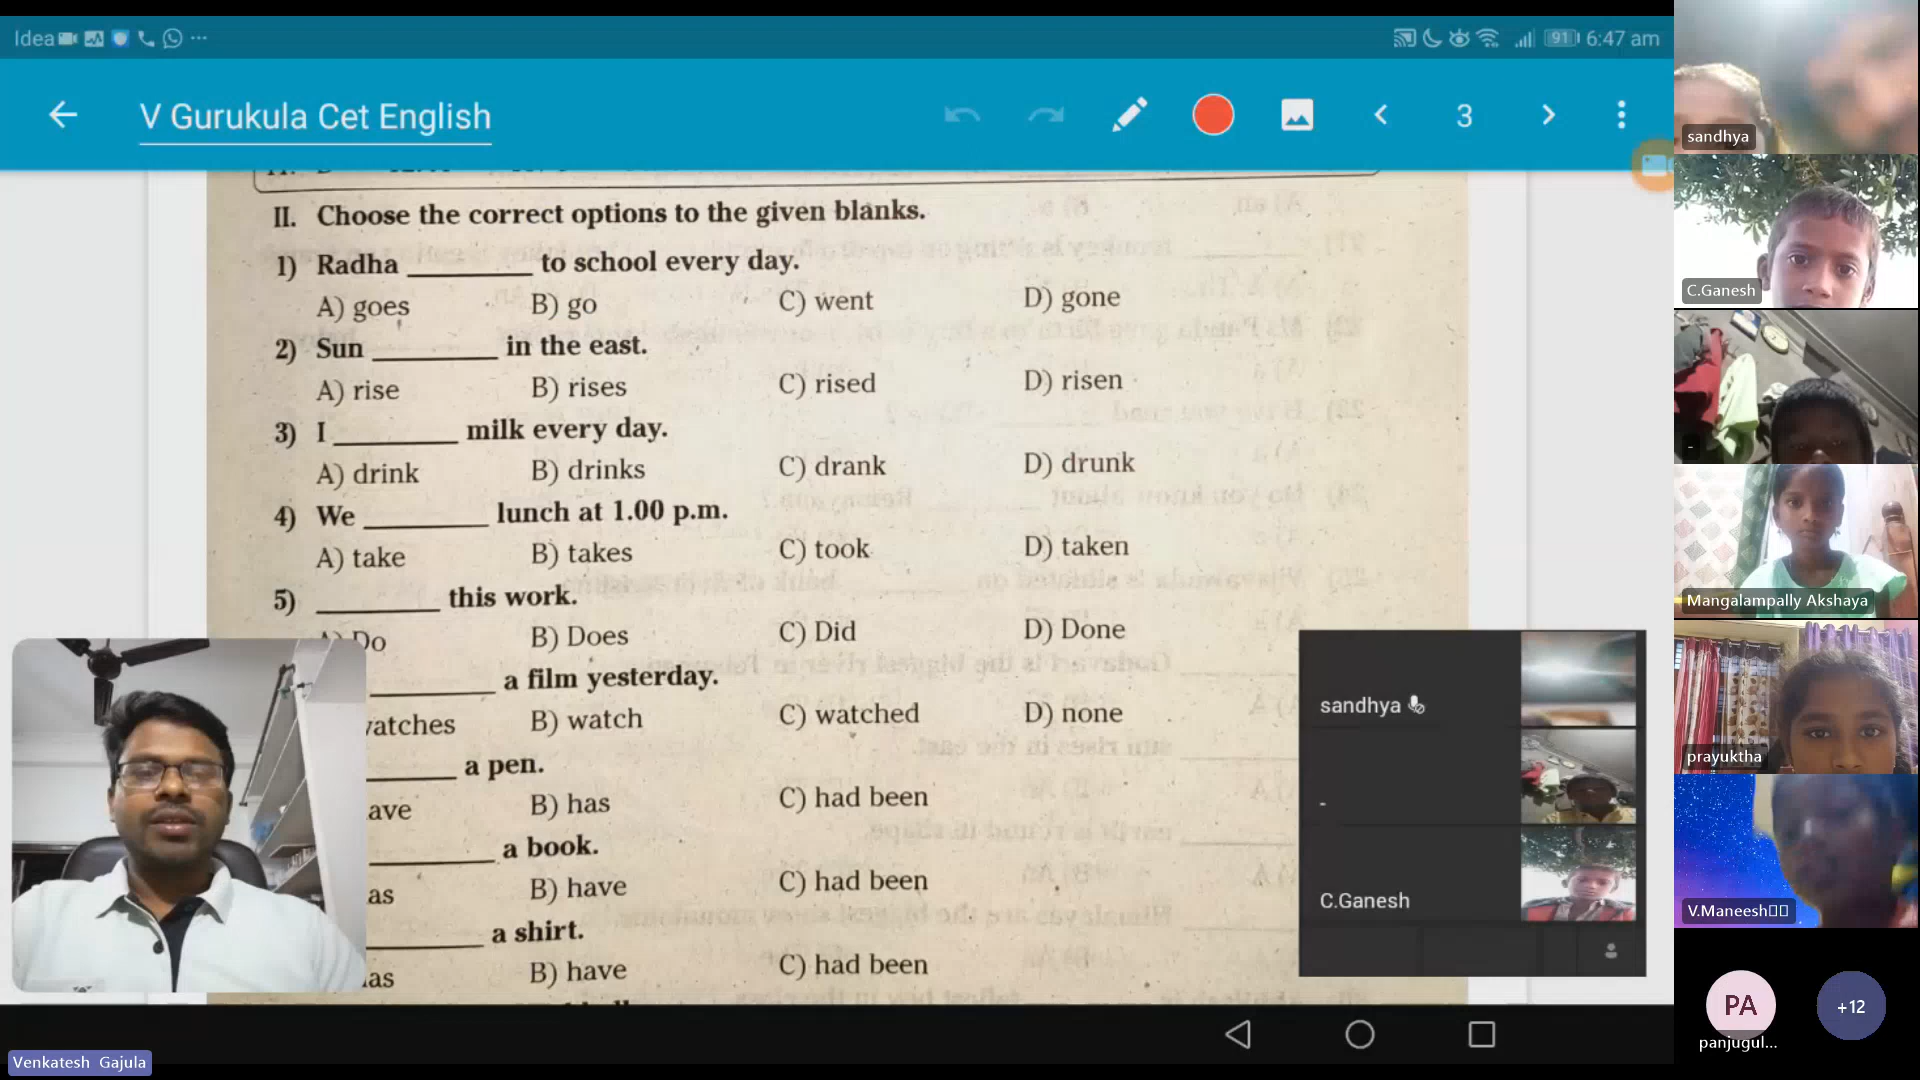 Idea
91 6:47 am
V Gurukula Cet English
3
II. Choose the correct options to the given blanks.
1) Radha ________ to school every day.
A) goes B) go C) went D) gone
2) Sun ________ in the east.
A) rise B) rises C) rised D) risen
3) I ________ milk every day.
A) drink B) drinks C) drank D) drunk
4) We ________ lunch at 1.00 p.m.
A) take B) takes C) took D) taken
5) ________ this work.
Do B) Does C) Did D) Done
________ a film yesterday.
watches B) watch C) watched D) none
________ a pen.
ave B) has C) had been
________ a book.
as B) have C) had been
________ a shirt.
as B) have C) had been
sandhya
-
C.Ganesh
Venkatesh Gajula
sandhya
C.Ganesh
-
Mangalampally Akshaya
prayuktha
V.Maneesh
PA
panjugul...
+12